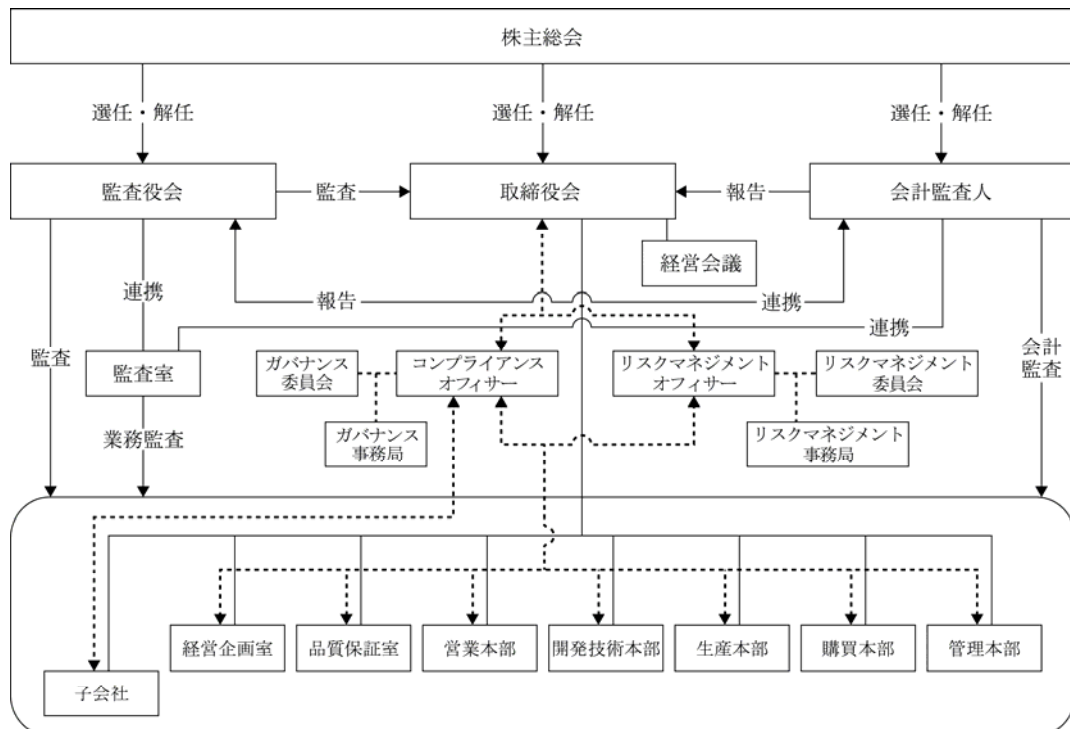 株主総会
選任・解任
選任・解任
選任・解任
監査役会
監査
取締役会
報告
会計監査人
経営会議
連携
報告
連携
連携
監査
監査室
ガバナンス
委員会
コンプライアンス
オフィサー
リスクマネジメント
オフィサー
リスクマネジメント
委員会
会計
監査
業務監査
ガバナンス
事務局
リスクマネジメント
事務局
経営企画室
品質保証室
営業本部
開発技術本部
生産本部
購買本部
管理本部
子会社